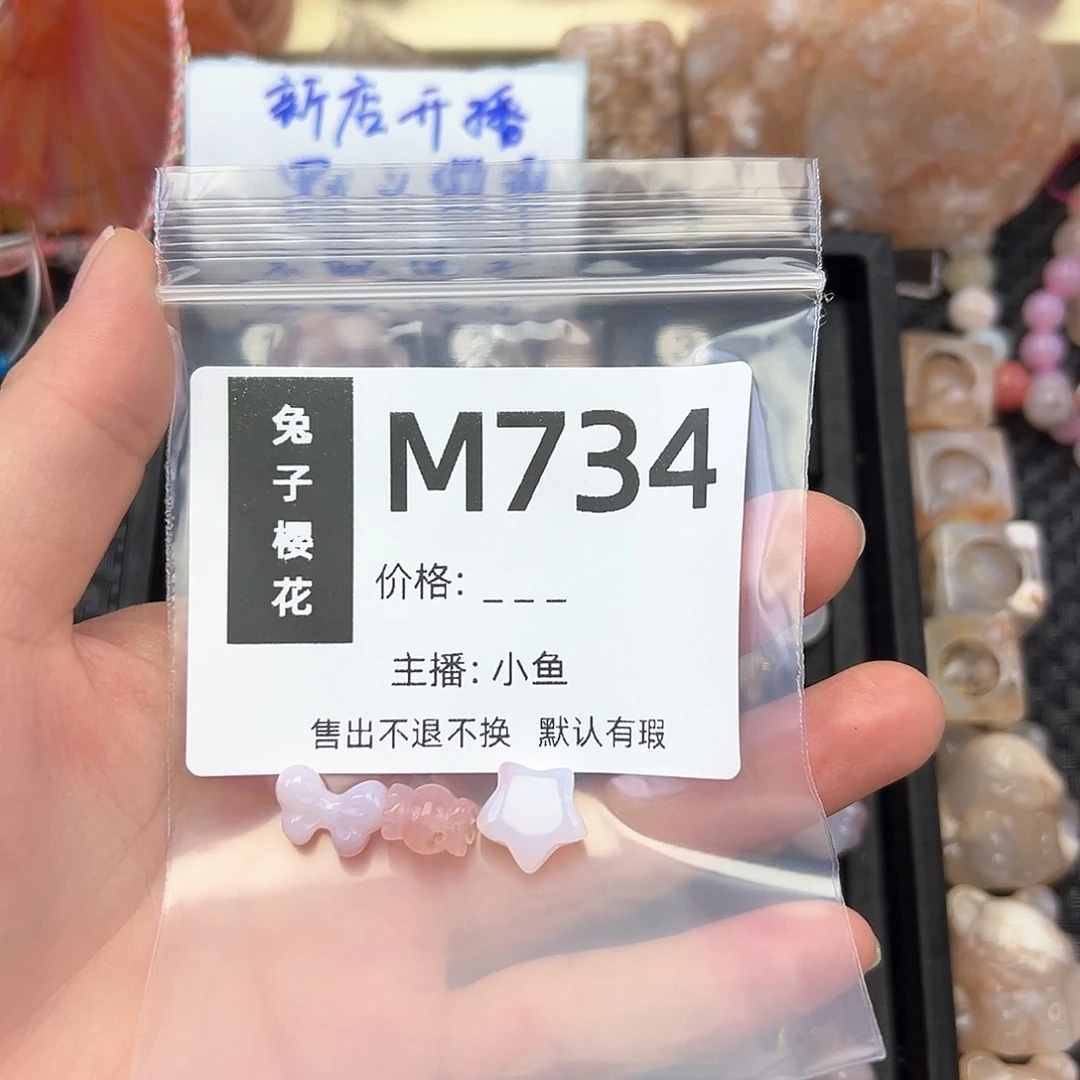 新店开播
兔子樱花
M734
价格: _ _ _
主播: 小鱼
售出不退不换 默认有瑕